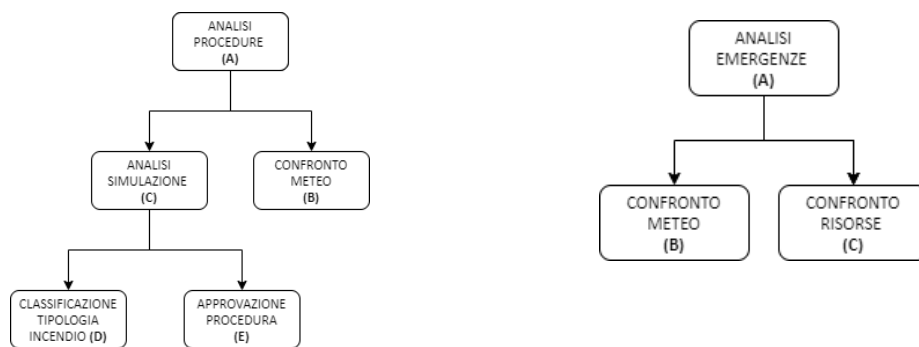 ANALISI
PROCEDURE
(A)
ANALISI
SIMULAZIONE
(C)
CONFRONTO
METEO
(B)
CLASSIFICAZIONE
TIPOLOGIA
INCENDIO (D)
APPROVAZIONE
PROCEDURA
(E)
ANALISI
EMERGENZE
(A)
CONFRONTO
METEO
(B)
CONFRONTO
RISORSE
(C)